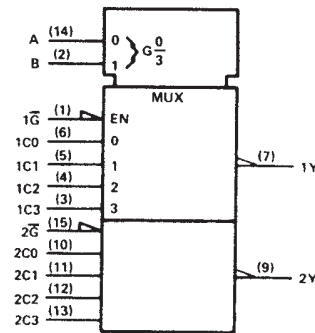 A (14) 0 G 0/3
B (2) 1
MUX
1G̅ (1) EN
1C0 (6) 0
1C1 (5) 1 (7) 1Y
1C2 (4) 2
1C3 (3) 3
2G̅ (15)
2C0 (10)
2C1 (11) (9) 2Y
2C2 (12)
2C3 (13)